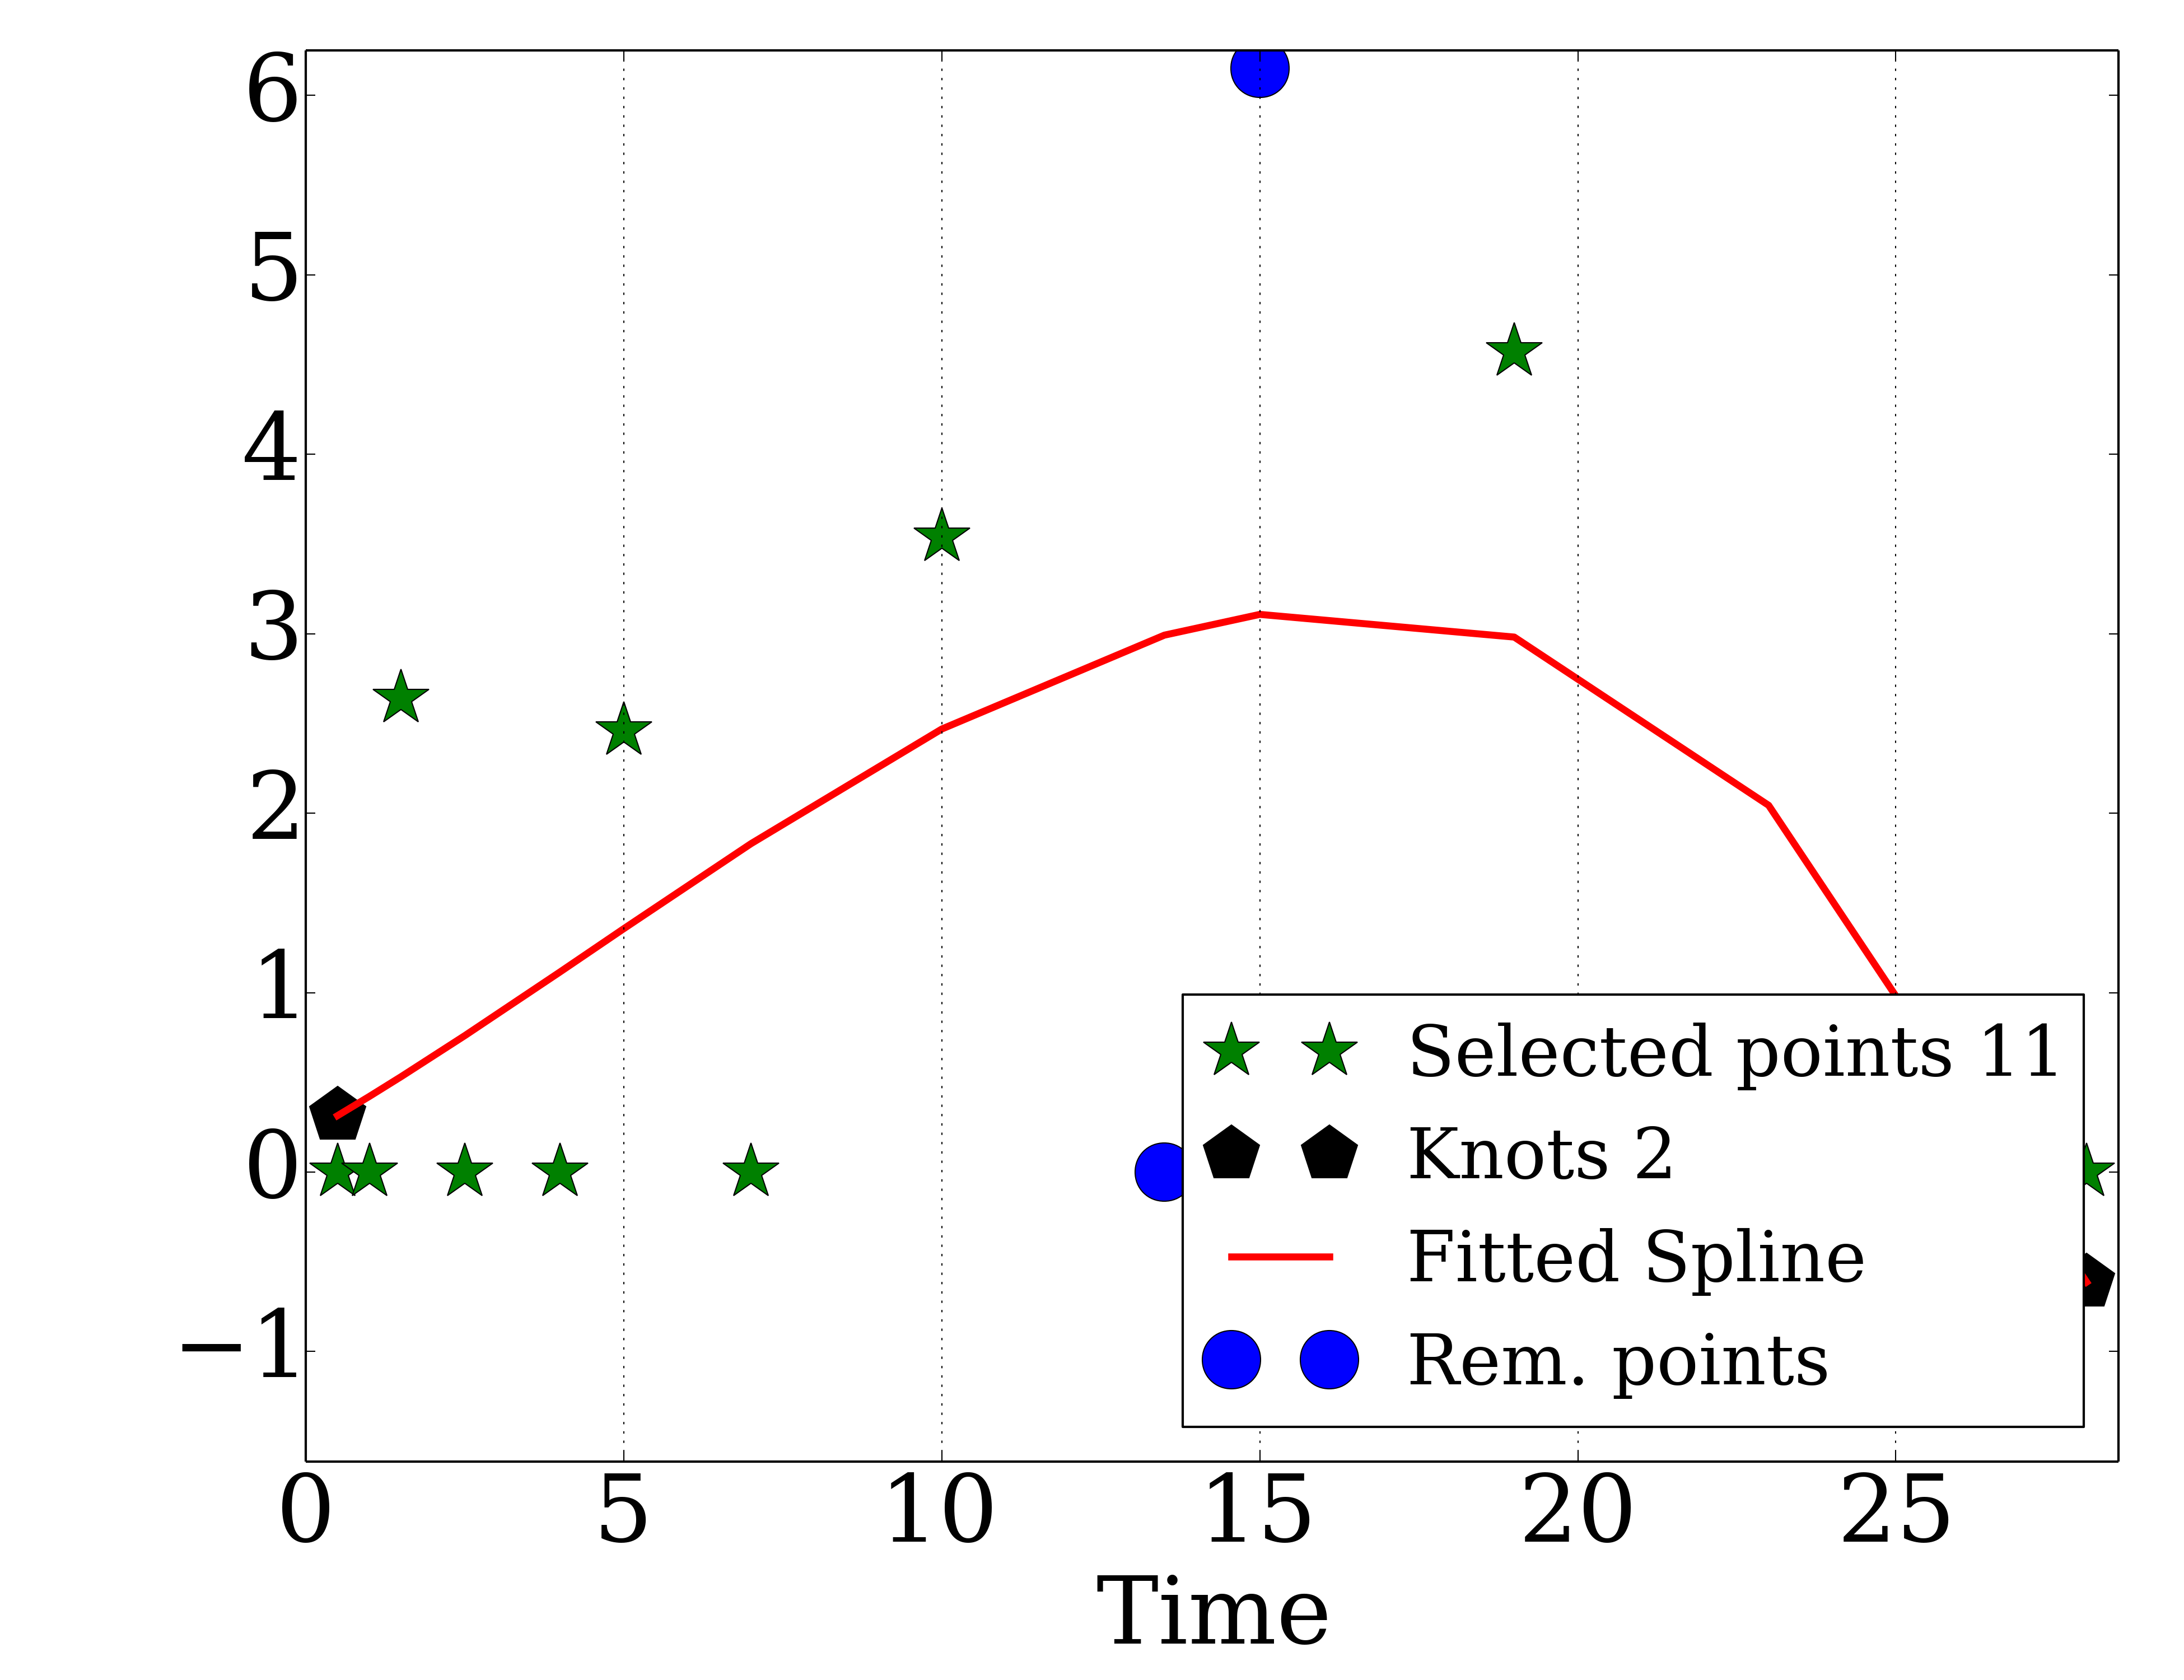 6
5
4
3
2
1
0
−1
Selected points 11
Knots 2
Fitted Spline
Rem. points
0 5 10 15 20 25
Time